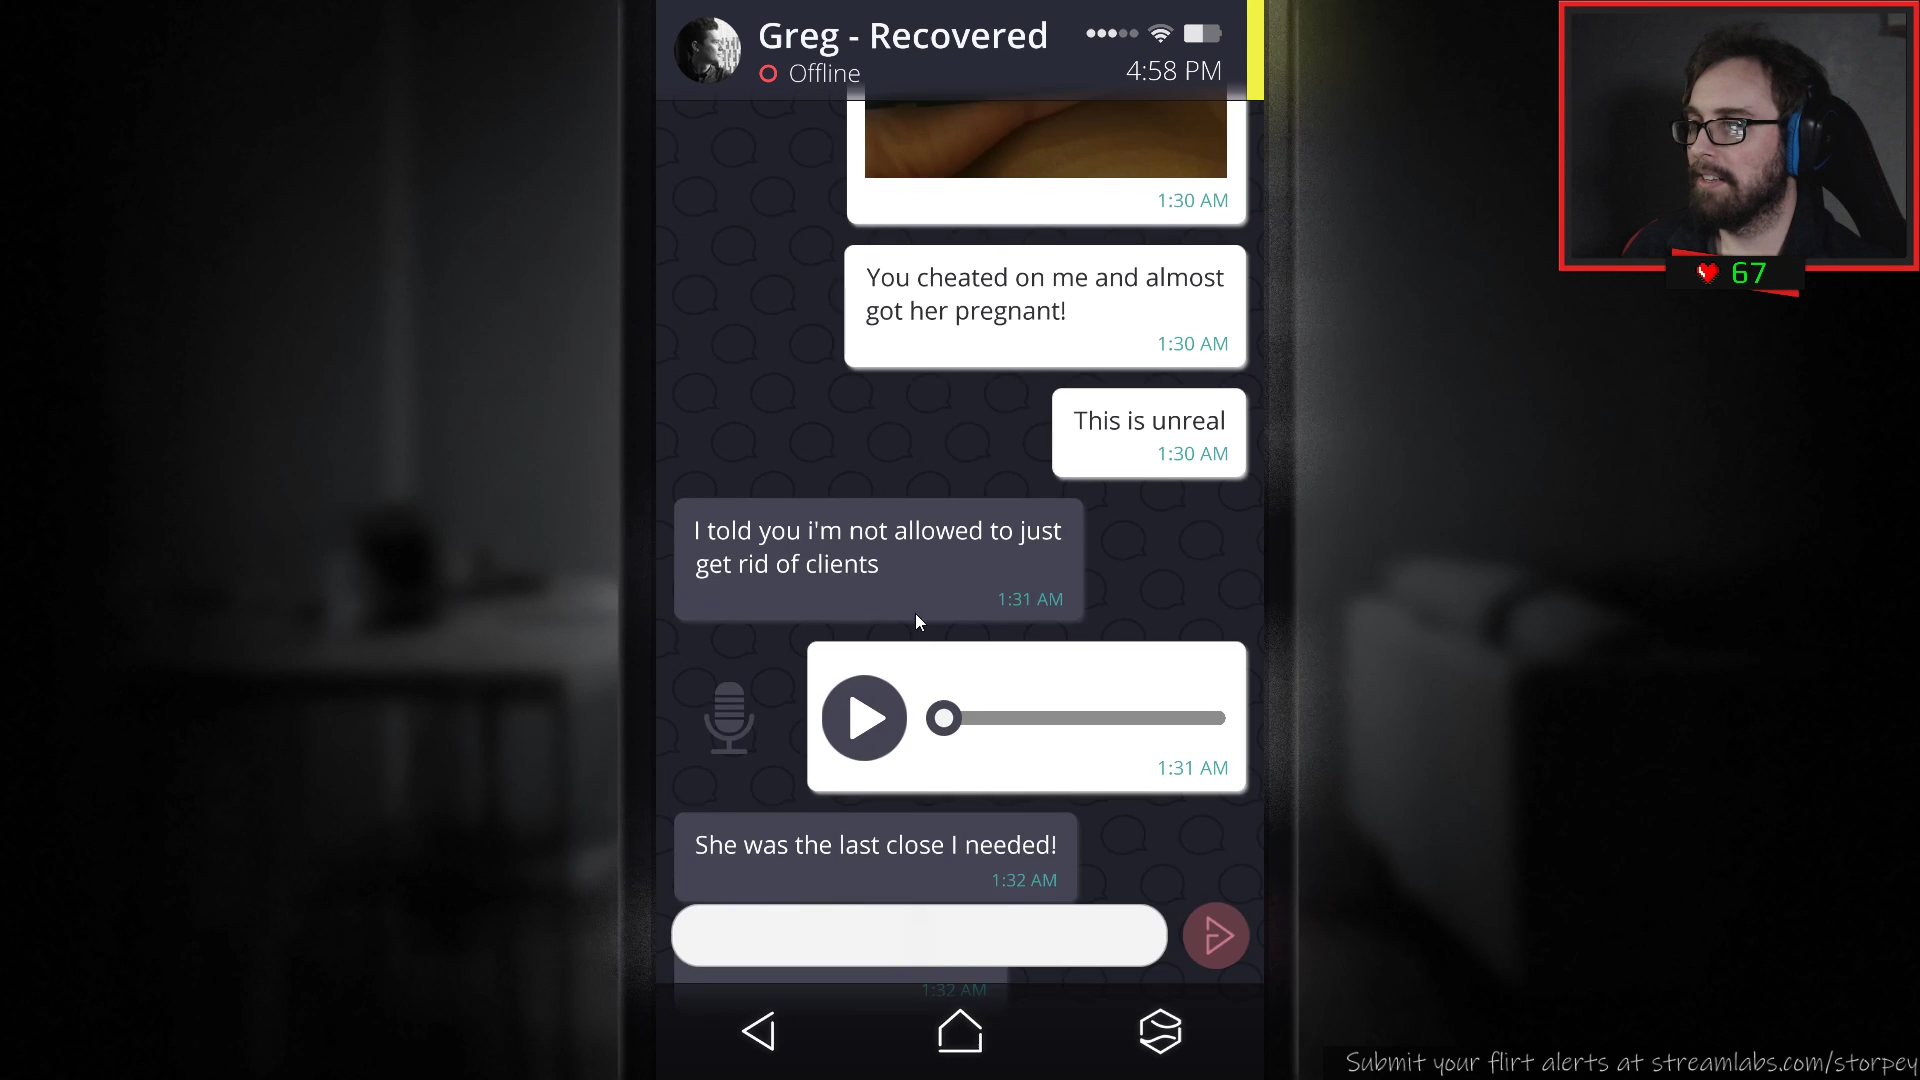 Greg - Recovered
Offline
4:58 PM
1:30 AM
You cheated on me and almost
got her pregnant!
1:30 AM
This is unreal
1:30 AM
I told you i'm not allowed to just
get rid of clients
1:31 AM
1:31 AM
She was the last close I needed!
1:32 AM
1:32 AM
67
Submit your flirt alerts at streamlabs.com/storpey